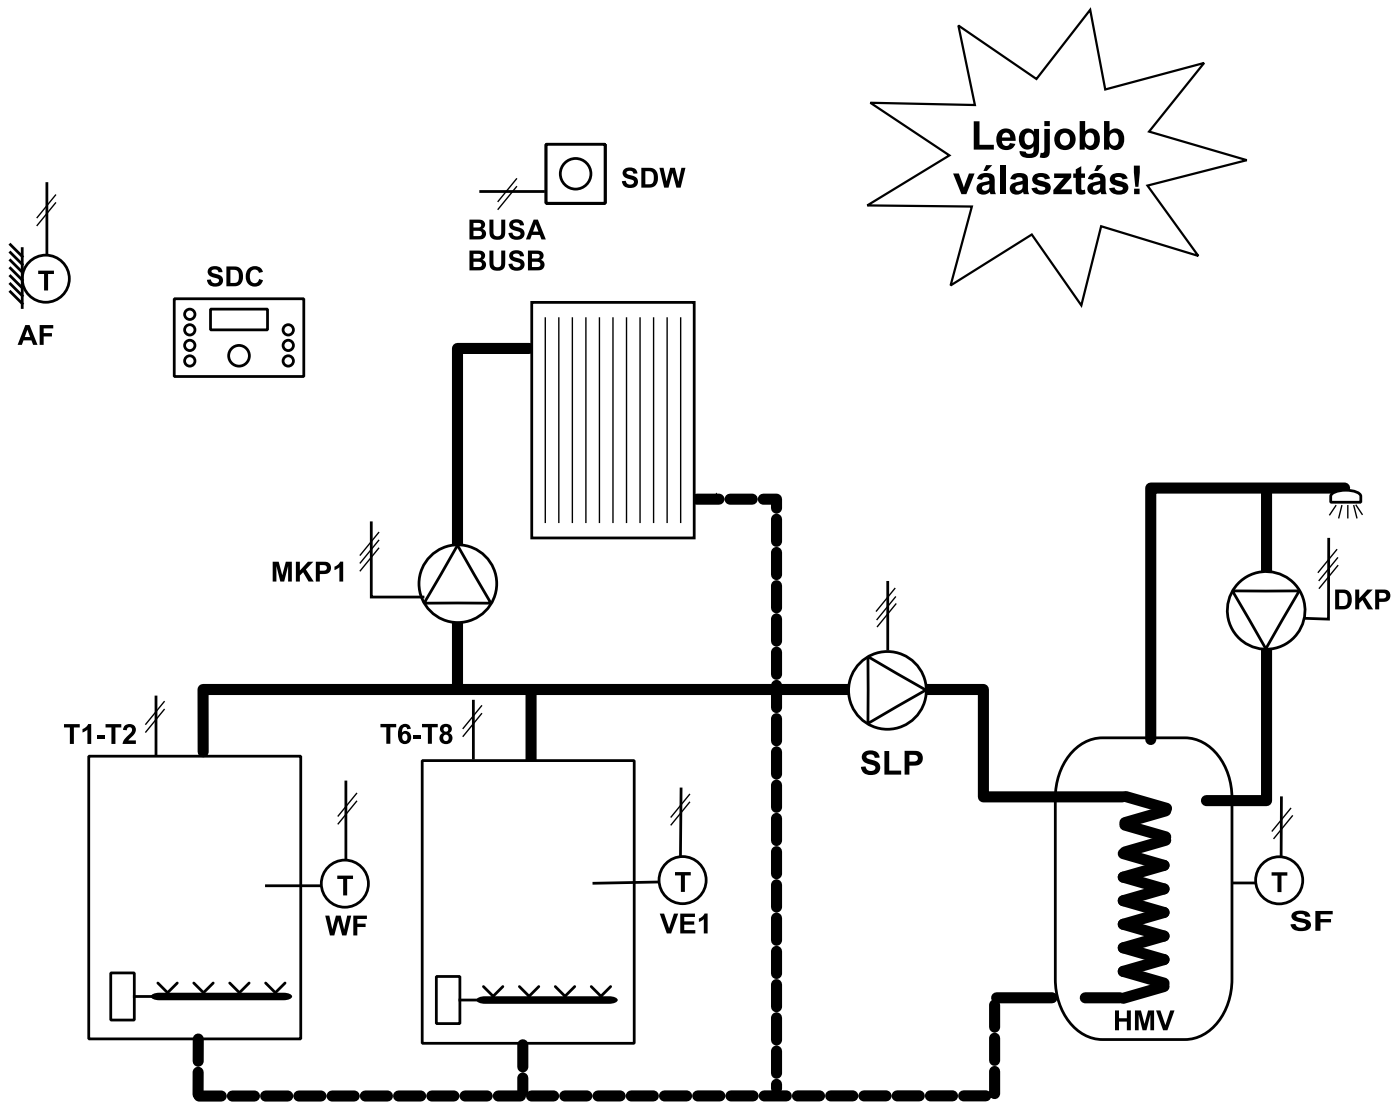 Legjobb
választás!
SDW
BUSA
BUSB
SDC
T
AF
MKP1
DKP
T1-T2
T6-T8
SLP
T
WF
T
VE1
T
SF
HMV